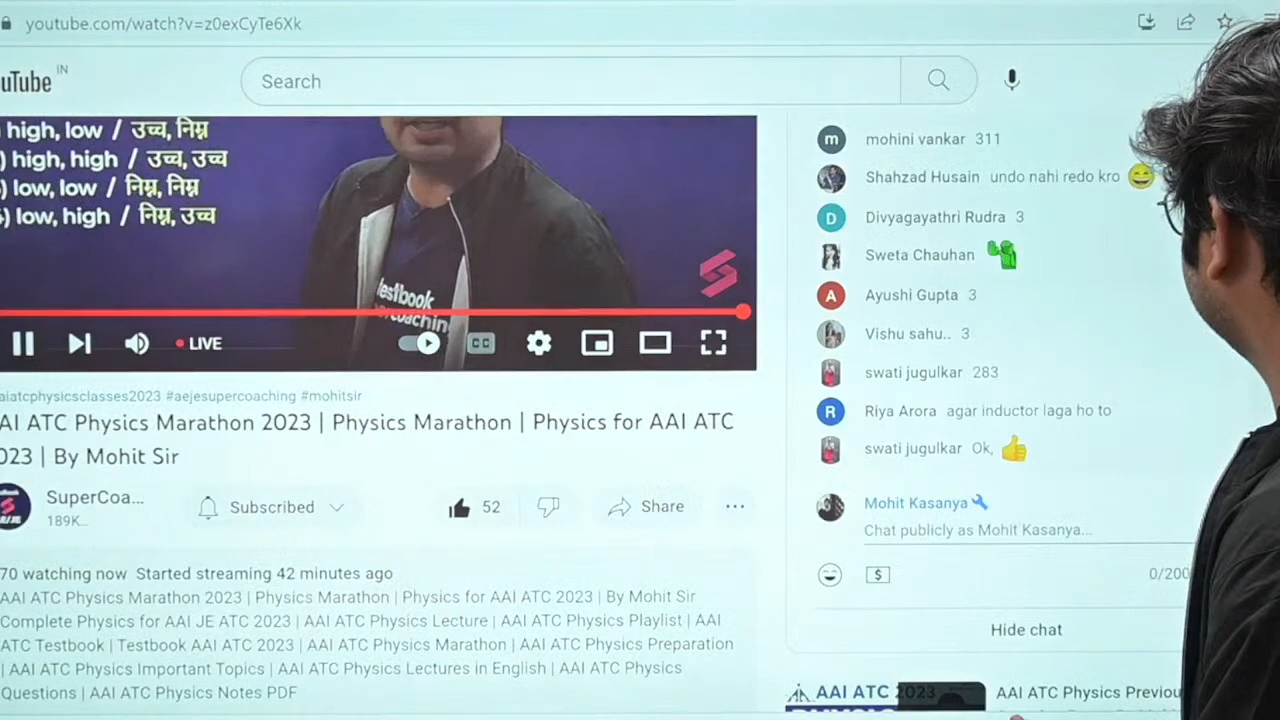 youtube.com/watch?v=z0exCyTe6Xk
uTube IN
Search
high, low / उच्च, निम्न
) high, high / उच्च, उच्च
) low, low / निम्न, निम्न
) low, high / निम्न, उच्च
testbook
LIVE
CC
aiatcphysicsclasses2023 #aejesupercoaching #mohitsir
AI ATC Physics Marathon 2023 | Physics Marathon | Physics for AAI ATC
023 | By Mohit Sir
SuperCoa...
189K...
Subscribed
52
Share
70 watching now Started streaming 42 minutes ago
AAI ATC Physics Marathon 2023 | Physics Marathon | Physics for AAI ATC 2023 | By Mohit Sir
Complete Physics for AAI JE ATC 2023 | AAI ATC Physics Lecture | AAI ATC Physics Playlist | AAI
ATC Testbook | Testbook AAI ATC 2023 | AAI ATC Physics Marathon | AAI ATC Physics Preparation
| AAI ATC Physics Important Topics | AAI ATC Physics Lectures in English | AAI ATC Physics
Questions | AAI ATC Physics Notes PDF
m mohini vankar 311
Shahzad Husain undo nahi redo kro 😄
D Divyagayathri Rudra 3
Sweta Chauhan
A Ayushi Gupta 3
Vishu sahu.. 3
swati jugulkar 283
R Riya Arora agar inductor laga ho to
swati jugulkar Ok, 👍
Mohit Kasanya
Chat publicly as Mohit Kasanya...
$
0/200
Hide chat
AAI ATC 2023
AAI ATC Physics Previou